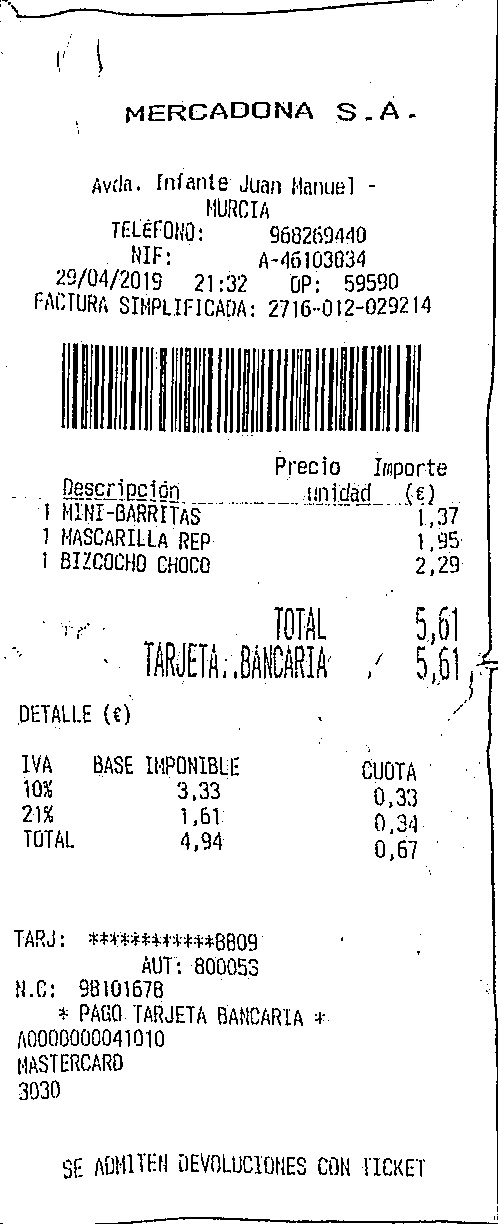 MERCADONA S.A.
Avda. Infante Juan Manuel -
MURCIA
TELÉFONO: 968269440
NIF: A-46103834
29/04/2019 21:32 OP: 59590
FACTURA SIMPLIFICADA: 2716-012-029214
Precio Importe
Descripción unidad (€)
1 MINI-BARRITAS 1,37
1 MASCARILLA REP 1,95
1 BIZCOCHO CHOCO 2,29
TOTAL 5,61
TARJETA BANCARIA 5,61
DETALLE (€)
IVA BASE IMPONIBLE CUOTA
10% 3,33 0,33
21% 1,61 0,34
TOTAL 4,94 0,67
TARJ: ************8809
AUT: 800053
N.C: 98101678
* PAGO TARJETA BANCARIA *
A0000000041010
MASTERCARD
3030
SE ADMITEN DEVOLUCIONES CON TICKET